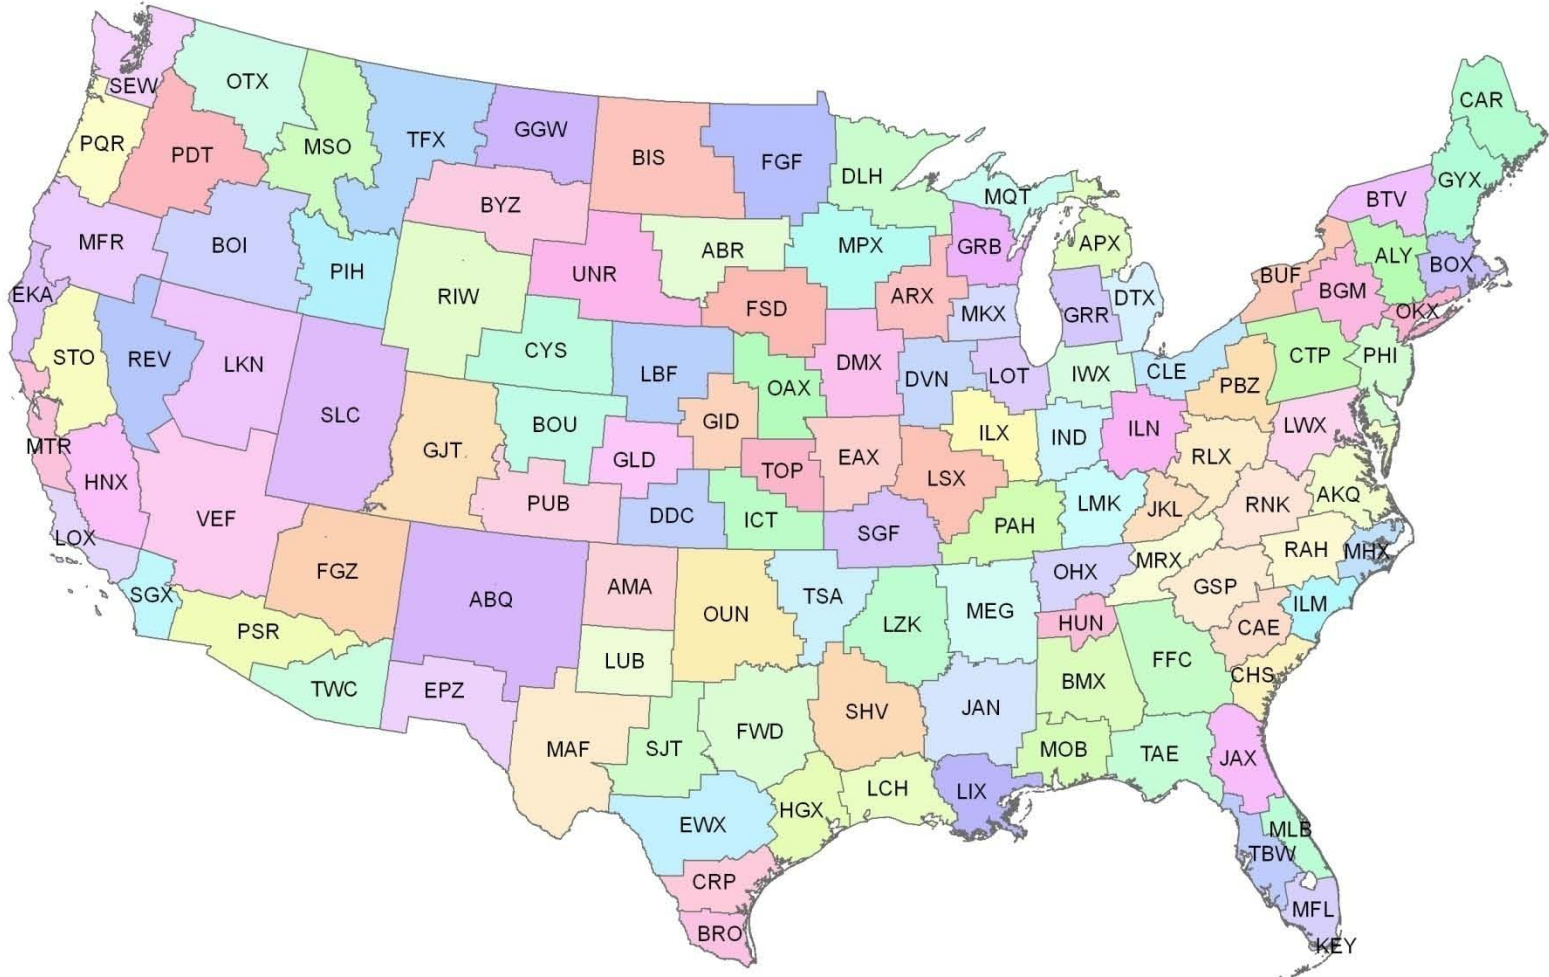 SEW
OTX
CAR
PQR
PDT
MSO
TFX
GGW
BIS
FGF
DLH
MQT
GYX
BTV
BYZ
MFR
BOI
PIH
RIW
UNR
ABR
MPX
GRB
APX
ALY
BOX
BUF
BGM
EKA
FSD
ARX
MKX
GRR
DTX
OKX
STO
REV
LKN
CYS
LBF
OAX
DMX
DVN
LOT
IWX
CLE
PBZ
CTP
PHI
SLC
GJT
BOU
GID
GLD
TOP
EAX
LSX
ILX
IND
ILN
RLX
LWX
MTR
HNX
VEF
PUB
DDC
ICT
SGF
PAH
LMK
JKL
RNK
AKQ
LOX
SGX
PSR
FGZ
ABQ
AMA
OUN
TSA
LZK
MEG
OHX
MRX
GSP
RAH
MHX
ILM
CAE
HUN
TWC
EPZ
LUB
SHV
JAN
BMX
FFC
CHS
MAF
SJT
FWD
LCH
LIX
MOB
TAE
JAX
EWX
HGX
MLB
TBW
CRP
BRO
MFL
KEY